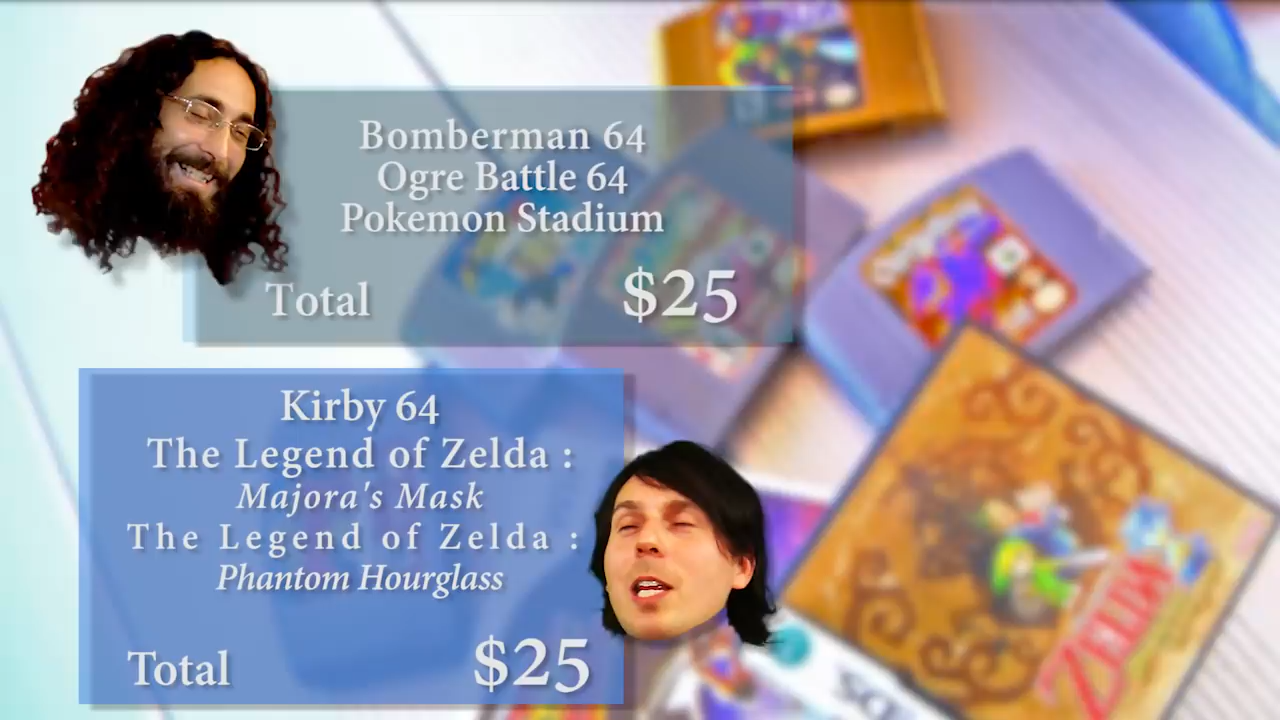 Bomberman 64
Ogre Battle 64
Pokemon Stadium
Total $25
Kirby 64
The Legend of Zelda :
Majora's Mask
The Legend of Zelda :
Phantom Hourglass
Total $25
ZELDA